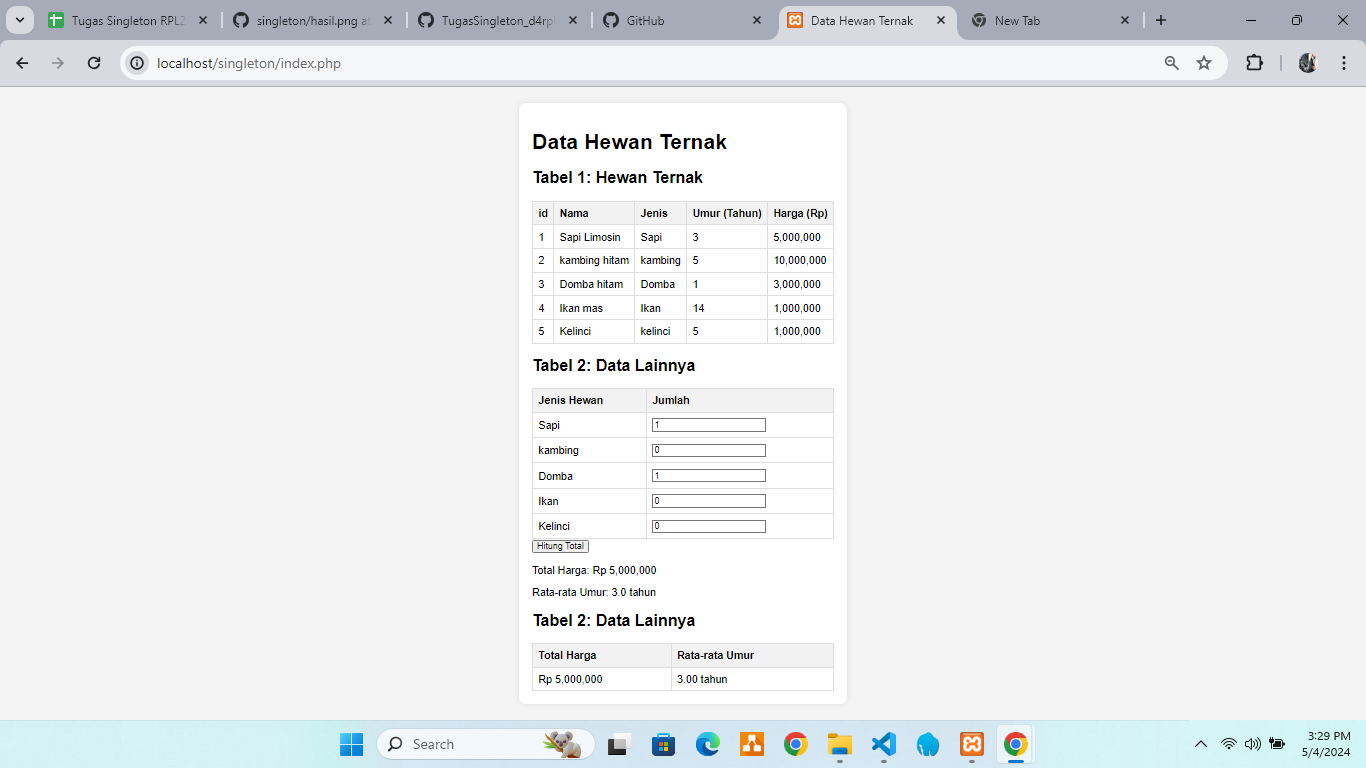 Tugas Singleton RPL2
singleton/hasil.png at
TugasSingleton_d4rpl
GitHub
Data Hewan Ternak
New Tab
localhost/singleton/index.php
Data Hewan Ternak
Tabel 1: Hewan Ternak
id Nama Jenis Umur (Tahun) Harga (Rp)
1 Sapi Limosin Sapi 3 5,000,000
2 kambing hitam kambing 5 10,000,000
3 Domba hitam Domba 1 3,000,000
4 Ikan mas Ikan 14 1,000,000
5 Kelinci kelinci 5 1,000,000
Tabel 2: Data Lainnya
Jenis Hewan Jumlah
Sapi 1
kambing 0
Domba 1
Ikan 0
Kelinci 0
Hitung Total
Total Harga: Rp 5,000,000
Rata-rata Umur: 3.0 tahun
Tabel 2: Data Lainnya
Total Harga Rata-rata Umur
Rp 5,000,000 3.00 tahun
Search
3:29 PM
5/4/2024